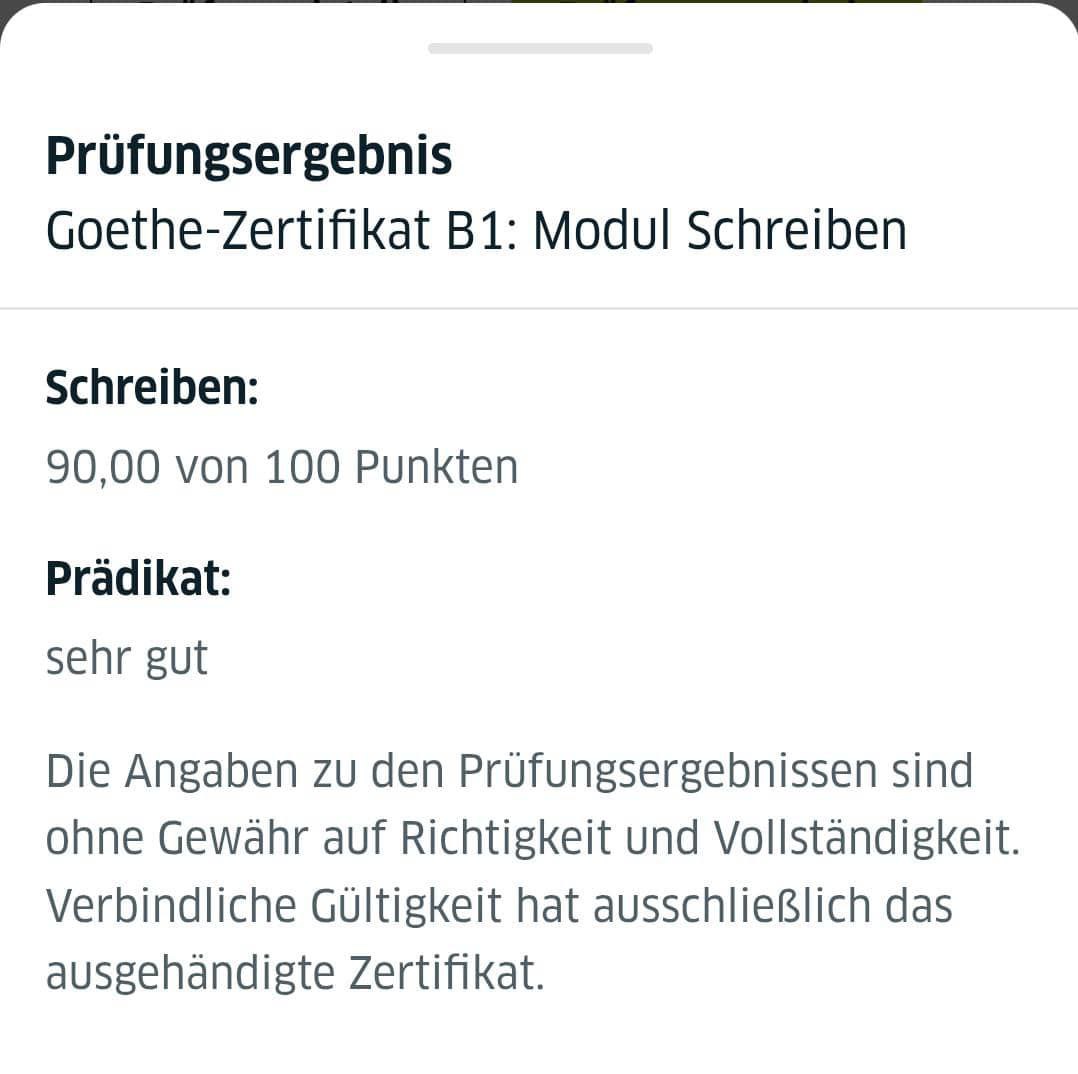 Prüfungsergebnis
Goethe-Zertifikat B1: Modul Schreiben
Schreiben:
90,00 von 100 Punkten
Prädikat:
sehr gut
Die Angaben zu den Prüfungsergebnissen sind
ohne Gewähr auf Richtigkeit und Vollständigkeit.
Verbindliche Gültigkeit hat ausschließlich das
ausgehändigte Zertifikat.